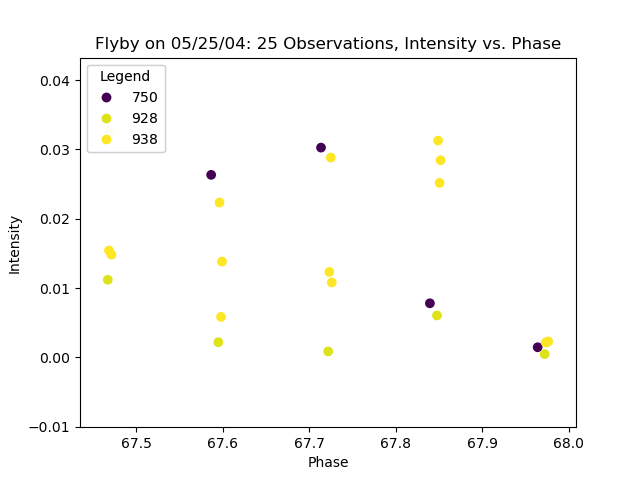 Flyby on 05/25/04: 25 Observations, Intensity vs. Phase
Legend
750
928
938
0.04
0.03
0.02
0.01
0.00
−0.01
Intensity
67.5 67.6 67.7 67.8 67.9 68.0
Phase